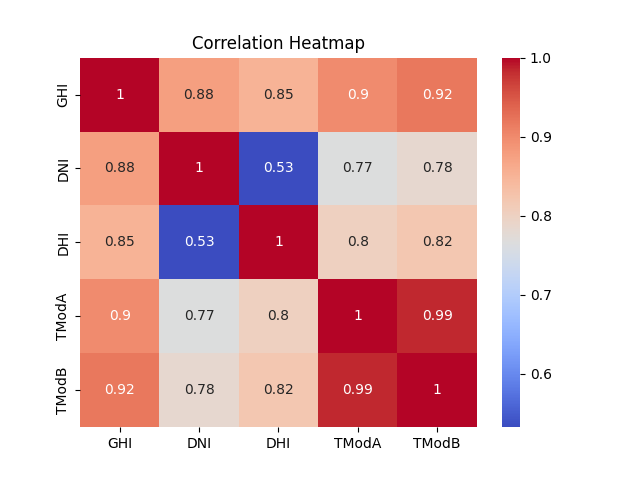 Correlation Heatmap
GHI 1 0.88 0.85 0.9 0.92
DNI 0.88 1 0.53 0.77 0.78
DHI 0.85 0.53 1 0.8 0.82
TModA 0.9 0.77 0.8 1 0.99
TModB 0.92 0.78 0.82 0.99 1
GHI DNI DHI TModA TModB
1.0
0.9
0.8
0.7
0.6